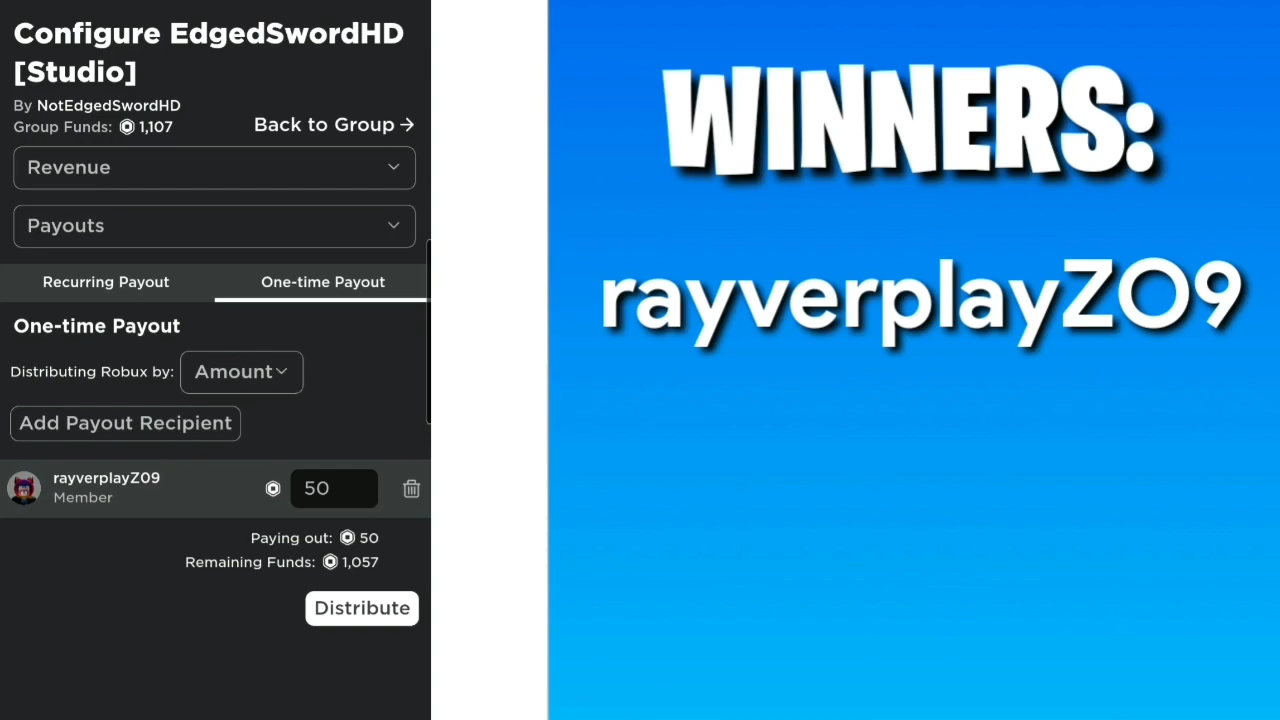 Configure EdgedSwordHD
[Studio]
By NotEdgedSwordHD
Group Funds: 1,107
Back to Group →
Revenue
Payouts
Recurring Payout
One-time Payout
One-time Payout
Distributing Robux by: Amount
Add Payout Recipient
rayverplayZ09
Member
50
Paying out: 50
Remaining Funds: 1,057
Distribute
WINNERS:
rayverplayZO9